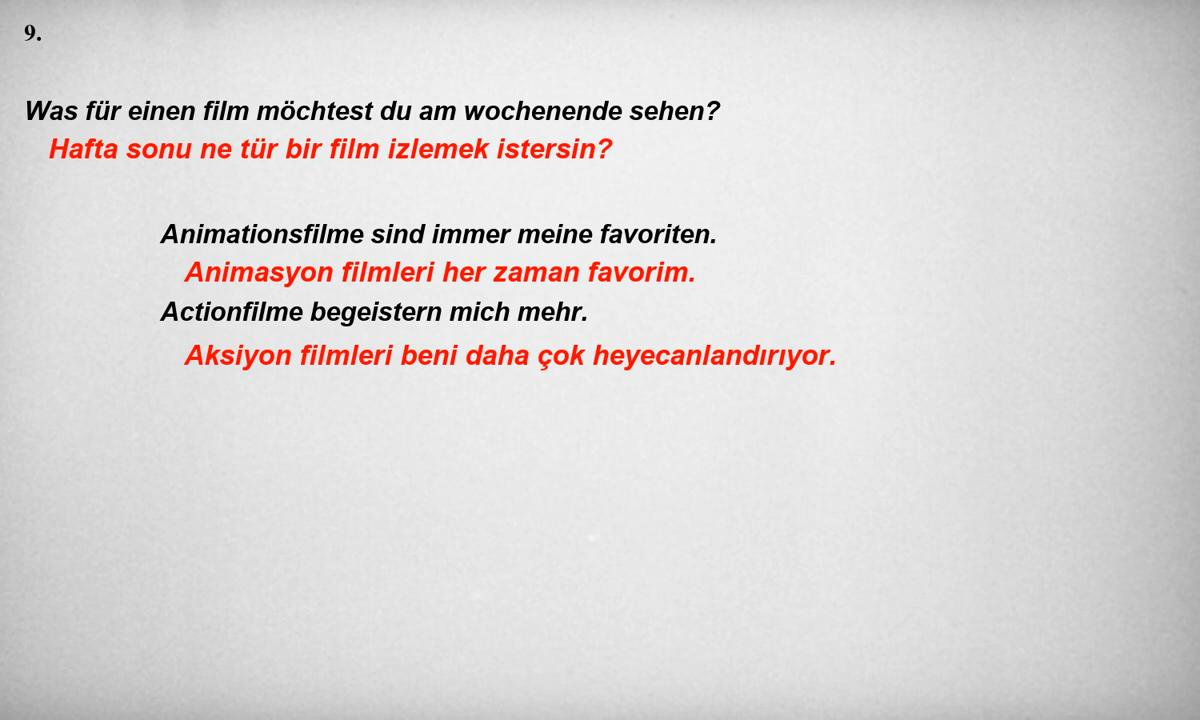 9.
Was für einen film möchtest du am wochenende sehen?
Hafta sonu ne tür bir film izlemek istersin?
Animationsfilme sind immer meine favoriten.
Animasyon filmleri her zaman favorim.
Actionfilme begeistern mich mehr.
Aksiyon filmleri beni daha çok heyecanlandırıyor.